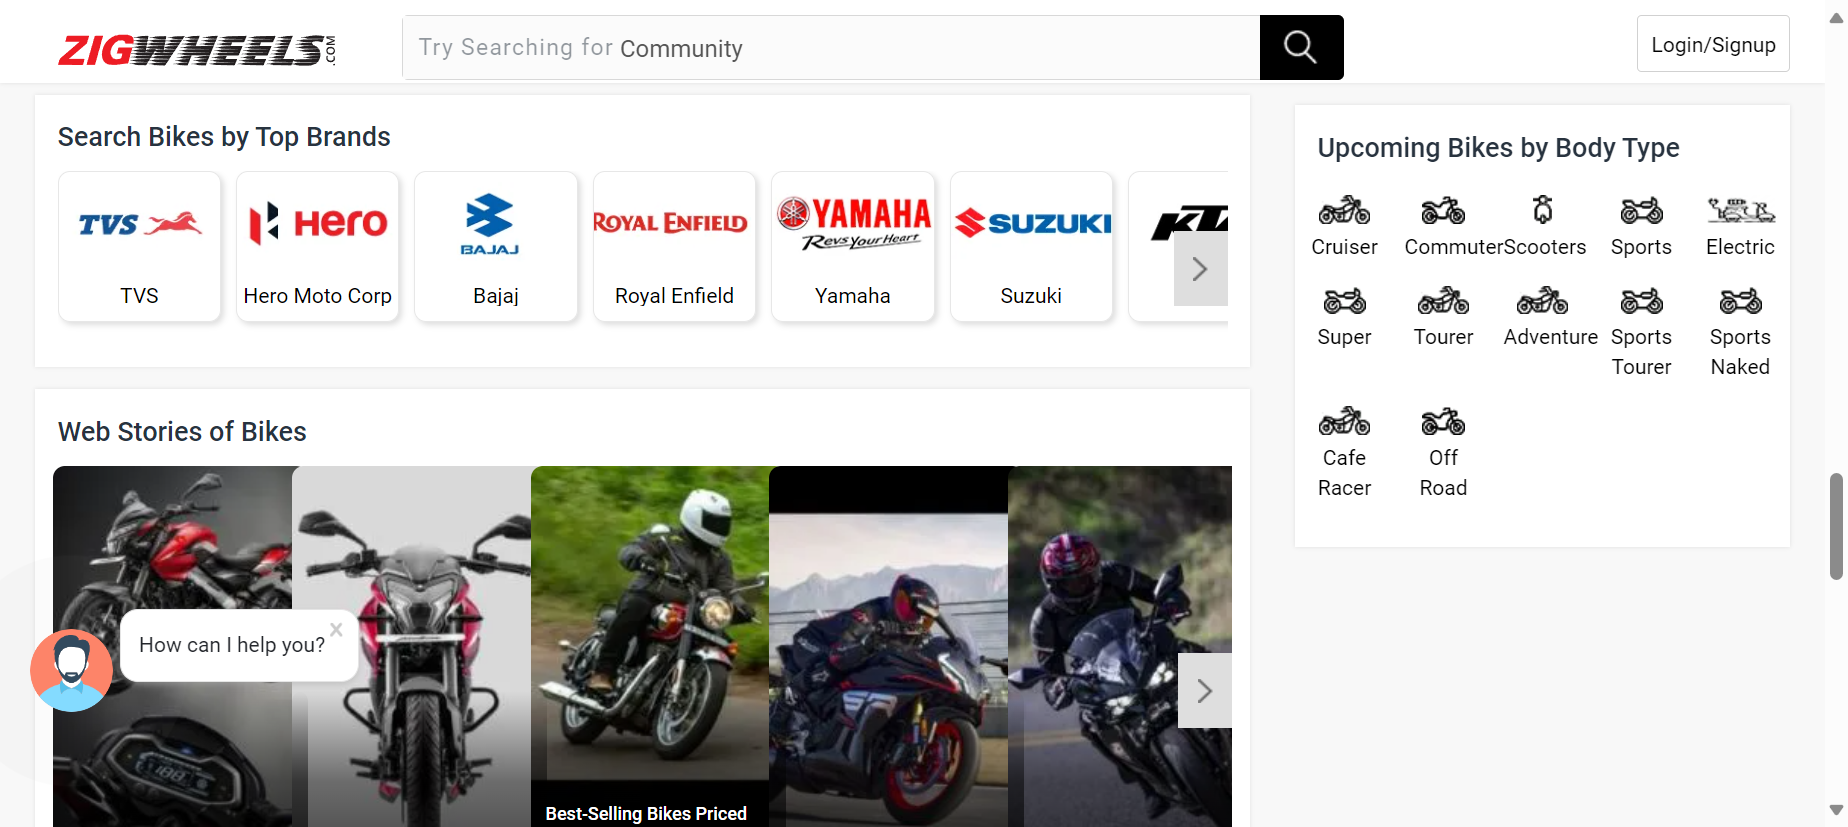 ZIGWHEELS.COM
Try Searching for Community
Login/Signup
Search Bikes by Top Brands
TVS
HERO
BAJAJ
ROYAL ENFIELD
YAMAHA
Revs Your Heart
SUZUKI
TVS
Hero Moto Corp
Bajaj
Royal Enfield
Yamaha
Suzuki
Upcoming Bikes by Body Type
Cruiser
Commuter
Scooters
Sports
Electric
Super
Tourer
Adventure
Sports
Tourer
Sports
Naked
Cafe
Racer
Off
Road
Web Stories of Bikes
How can I help you?
Best-Selling Bikes Priced